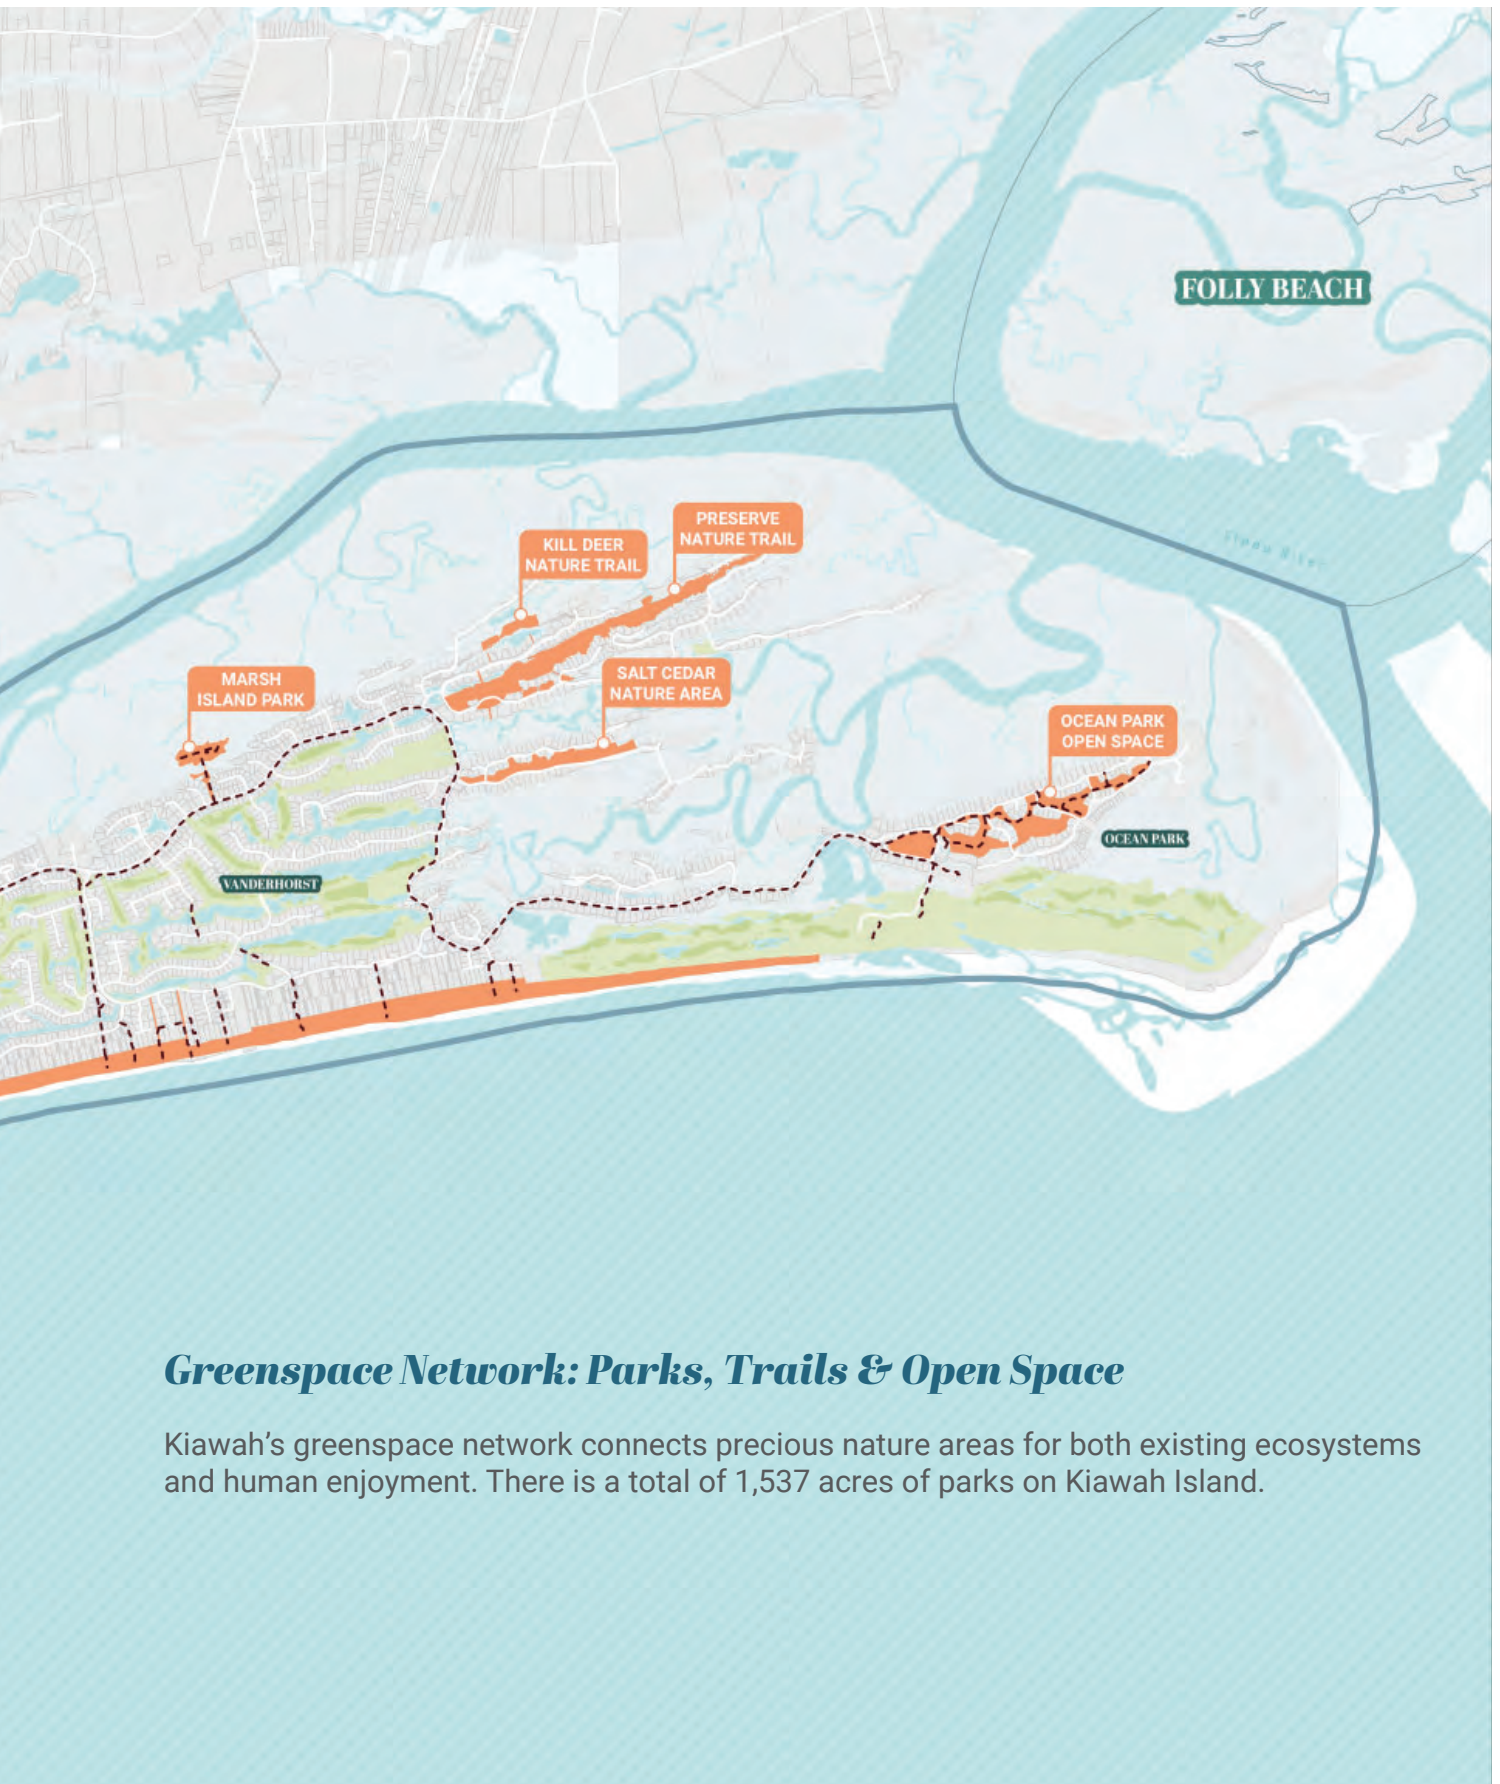 FOLLY BEACH
PRESERVE
NATURE TRAIL
KILL DEER
NATURE TRAIL
MARSH
ISLAND PARK
SALT CEDAR
NATURE AREA
OCEAN PARK
OPEN SPACE
OCEAN PARK
VANDERHORST
Greenspace Network: Parks, Trails & Open Space
Kiawah’s greenspace network connects precious nature areas for both existing ecosystems
and human enjoyment. There is a total of 1,537 acres of parks on Kiawah Island.